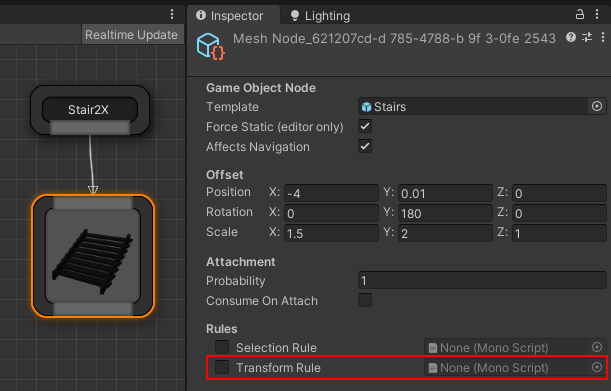 Realtime Update
Stair2X
Inspector
Lighting
Mesh Node_621207cd-d 785-4788-b 9f 3-0fe 2543
Game Object Node
Template Stairs
Force Static (editor only)
Affects Navigation
Offset
Position X: -4 Y: 0.01 Z: 0
Rotation X: 0 Y: 180 Z: 0
Scale X: 1.5 Y: 2 Z: 1
Attachment
Probability 1
Consume On Attach
Rules
Selection Rule None (Mono Script)
Transform Rule None (Mono Script)